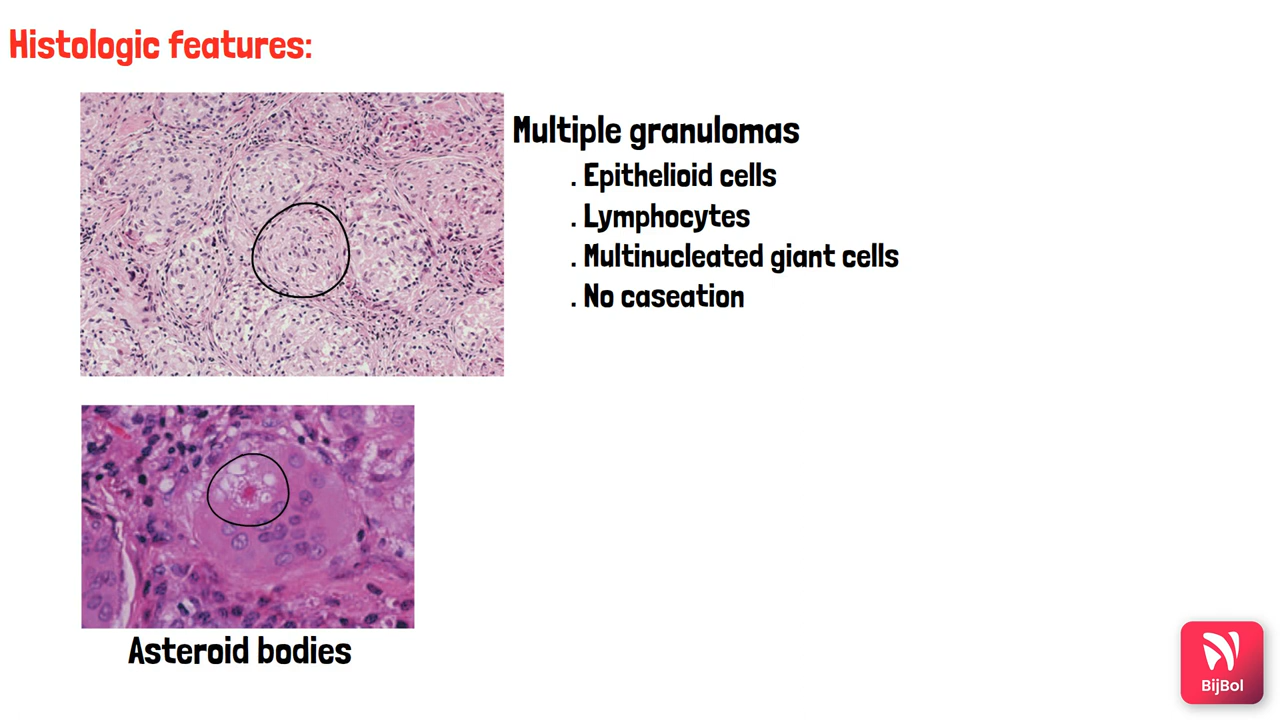 Histologic features:
Multiple granulomas
. Epithelioid cells
. Lymphocytes
. Multinucleated giant cells
. No caseation
Asteroid bodies
BijBol